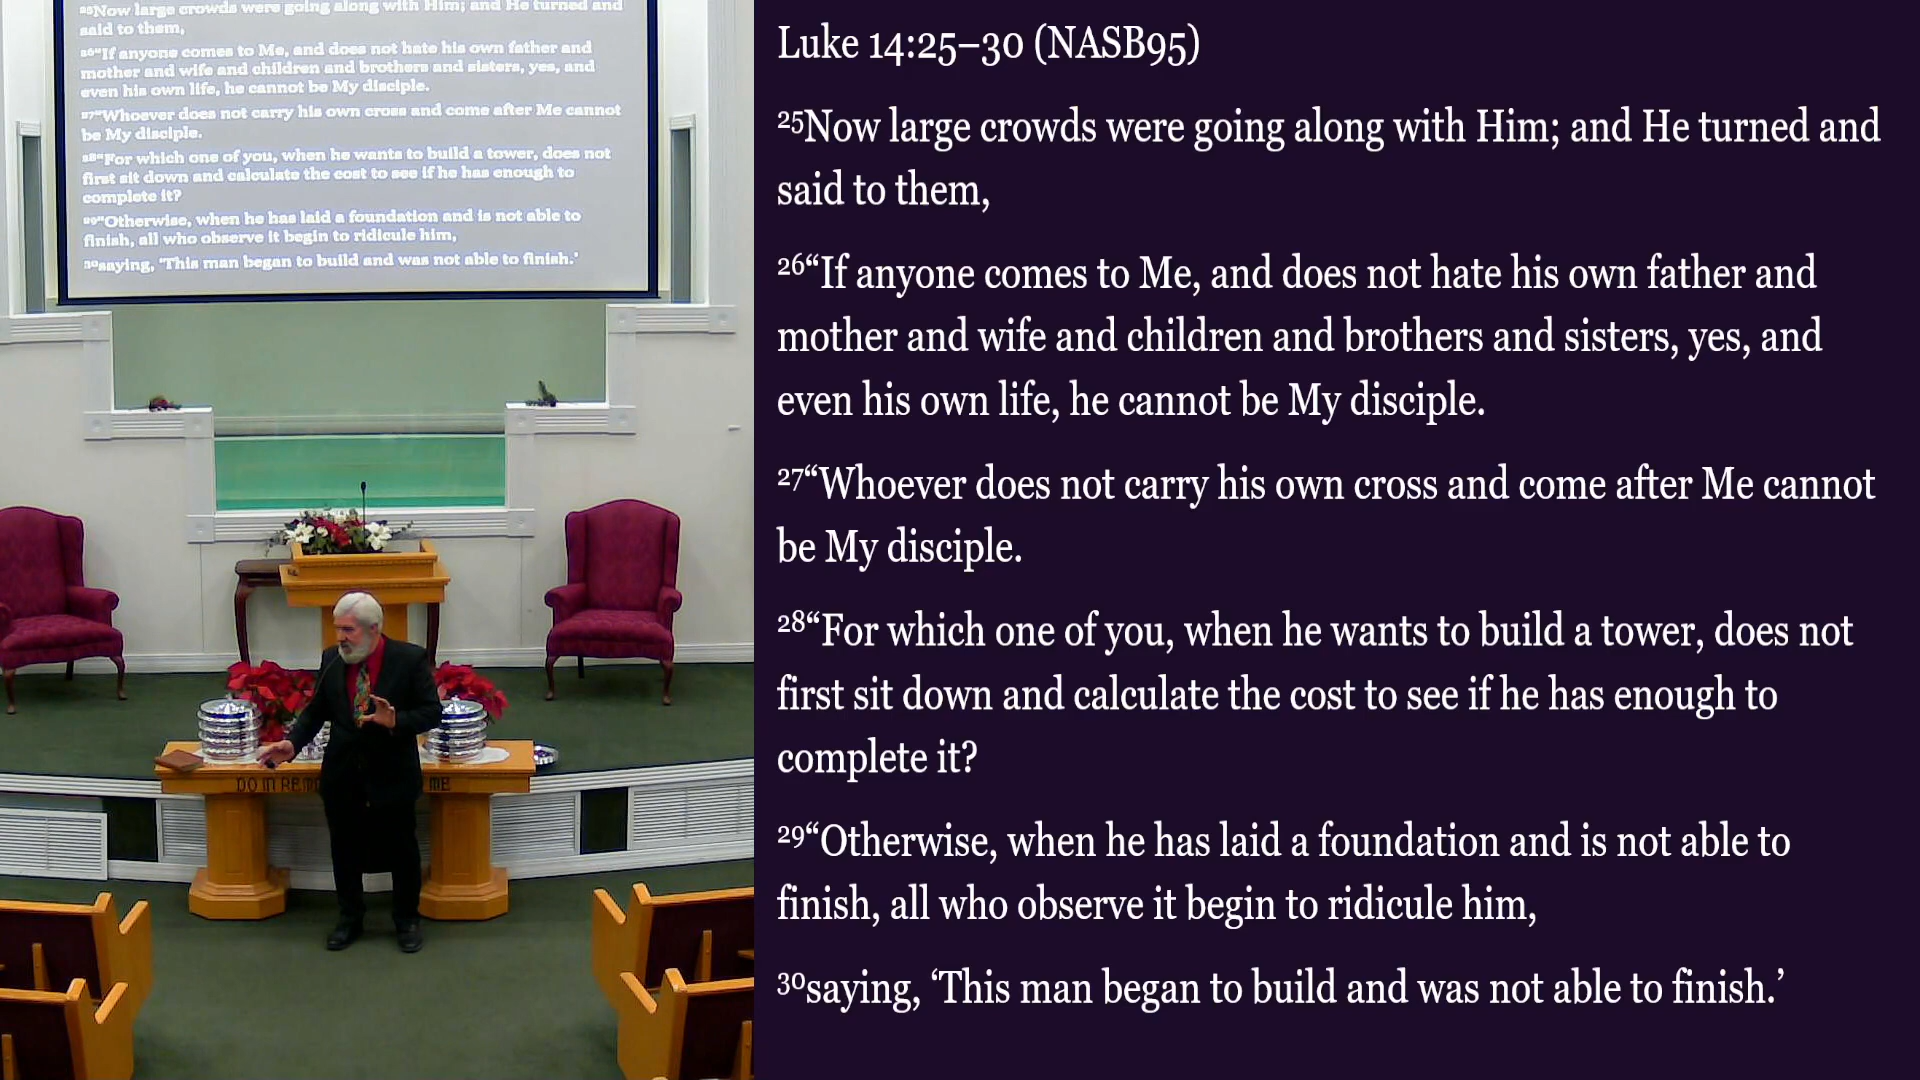 25Now large crowds were going along with Him; and He turned and
said to them,
26“If anyone comes to Me, and does not hate his own father and
mother and wife and children and brothers and sisters, yes, and
even his own life, he cannot be My disciple.
27“Whoever does not carry his own cross and come after Me cannot
be My disciple.
28“For which one of you, when he wants to build a tower, does not
first sit down and calculate the cost to see if he has enough to
complete it?
29“Otherwise, when he has laid a foundation and is not able to
finish, all who observe it begin to ridicule him,
30saying, ‘This man began to build and was not able to finish.’
DO IN REM ME
Luke 14:25–30 (NASB95)
25Now large crowds were going along with Him; and He turned and
said to them,
26“If anyone comes to Me, and does not hate his own father and
mother and wife and children and brothers and sisters, yes, and
even his own life, he cannot be My disciple.
27“Whoever does not carry his own cross and come after Me cannot
be My disciple.
28“For which one of you, when he wants to build a tower, does not
first sit down and calculate the cost to see if he has enough to
complete it?
29“Otherwise, when he has laid a foundation and is not able to
finish, all who observe it begin to ridicule him,
30saying, ‘This man began to build and was not able to finish.’